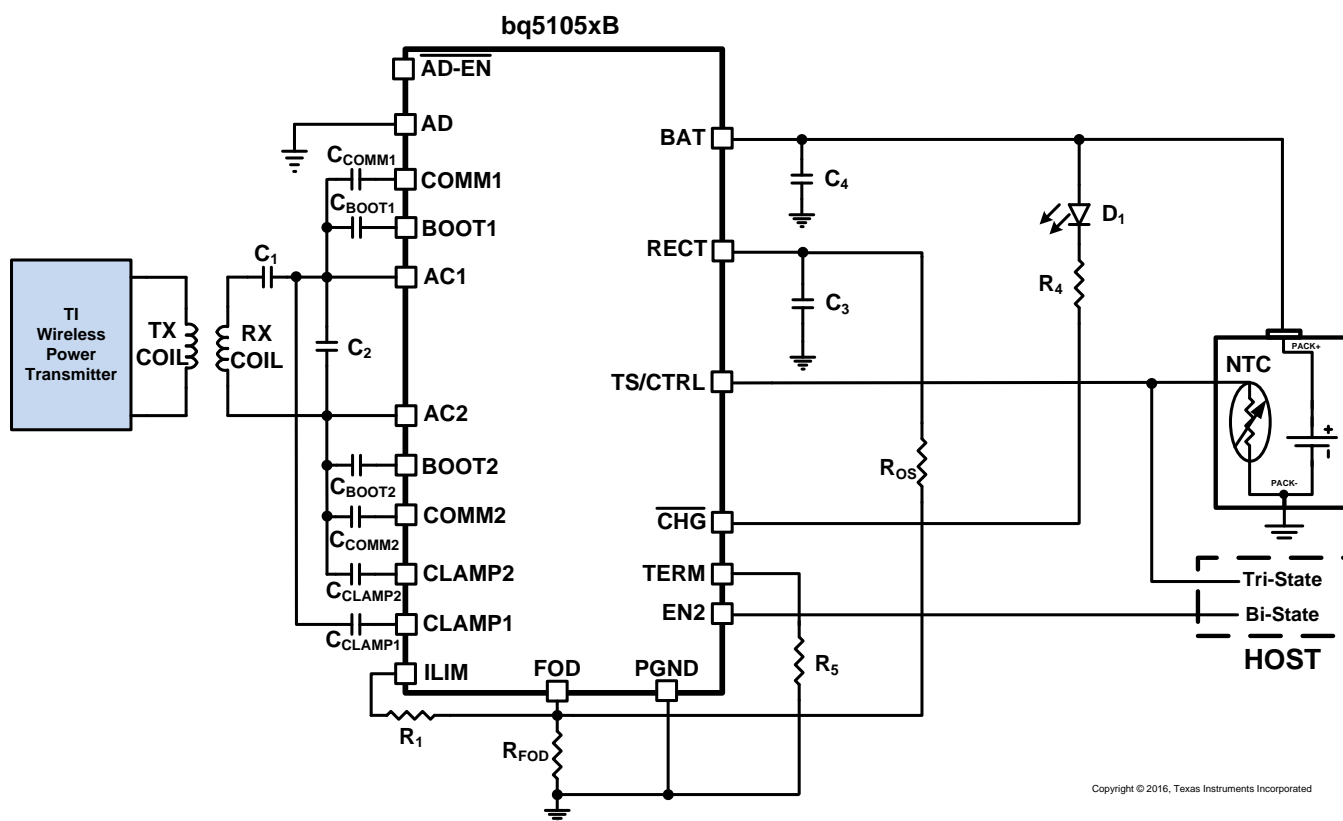 bq5105xB
AD-EN
AD
BAT
C_COMM1
COMM1
C4
C_BOOT1
BOOT1
D1
C1
RECT
AC1
R4
C3
TI
Wireless
Power
Transmitter
TX
COIL
RX
COIL
C2
PACK+
NTC
TS/CTRL
AC2
+
-
R_OS
BOOT2
C_BOOT2
PACK-
COMM2
CHG
C_COMM2
TERM
CLAMP2
Tri-State
C_CLAMP2
EN2
Bi-State
CLAMP1
C_CLAMP1
HOST
R5
ILIM
FOD
PGND
R1
R_FOD
Copyright © 2016, Texas Instruments Incorporated